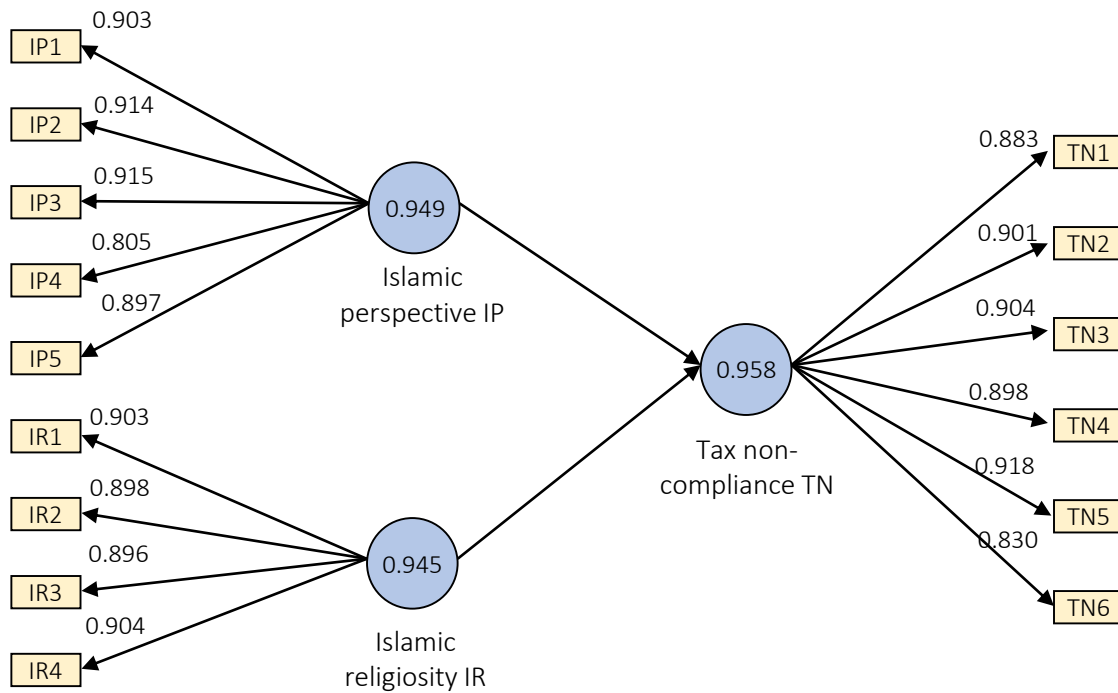 0.903
IP1
0.914
IP2
0.915
IP3
0.805
IP4
0.897
IP5
0.949
Islamic
perspective IP
0.903
IR1
0.898
IR2
0.896
IR3
0.904
IR4
0.945
Islamic
religiosity IR
0.958
Tax non-
compliance TN
0.883
TN1
0.901
TN2
0.904
TN3
0.898
TN4
0.918
TN5
0.830
TN6